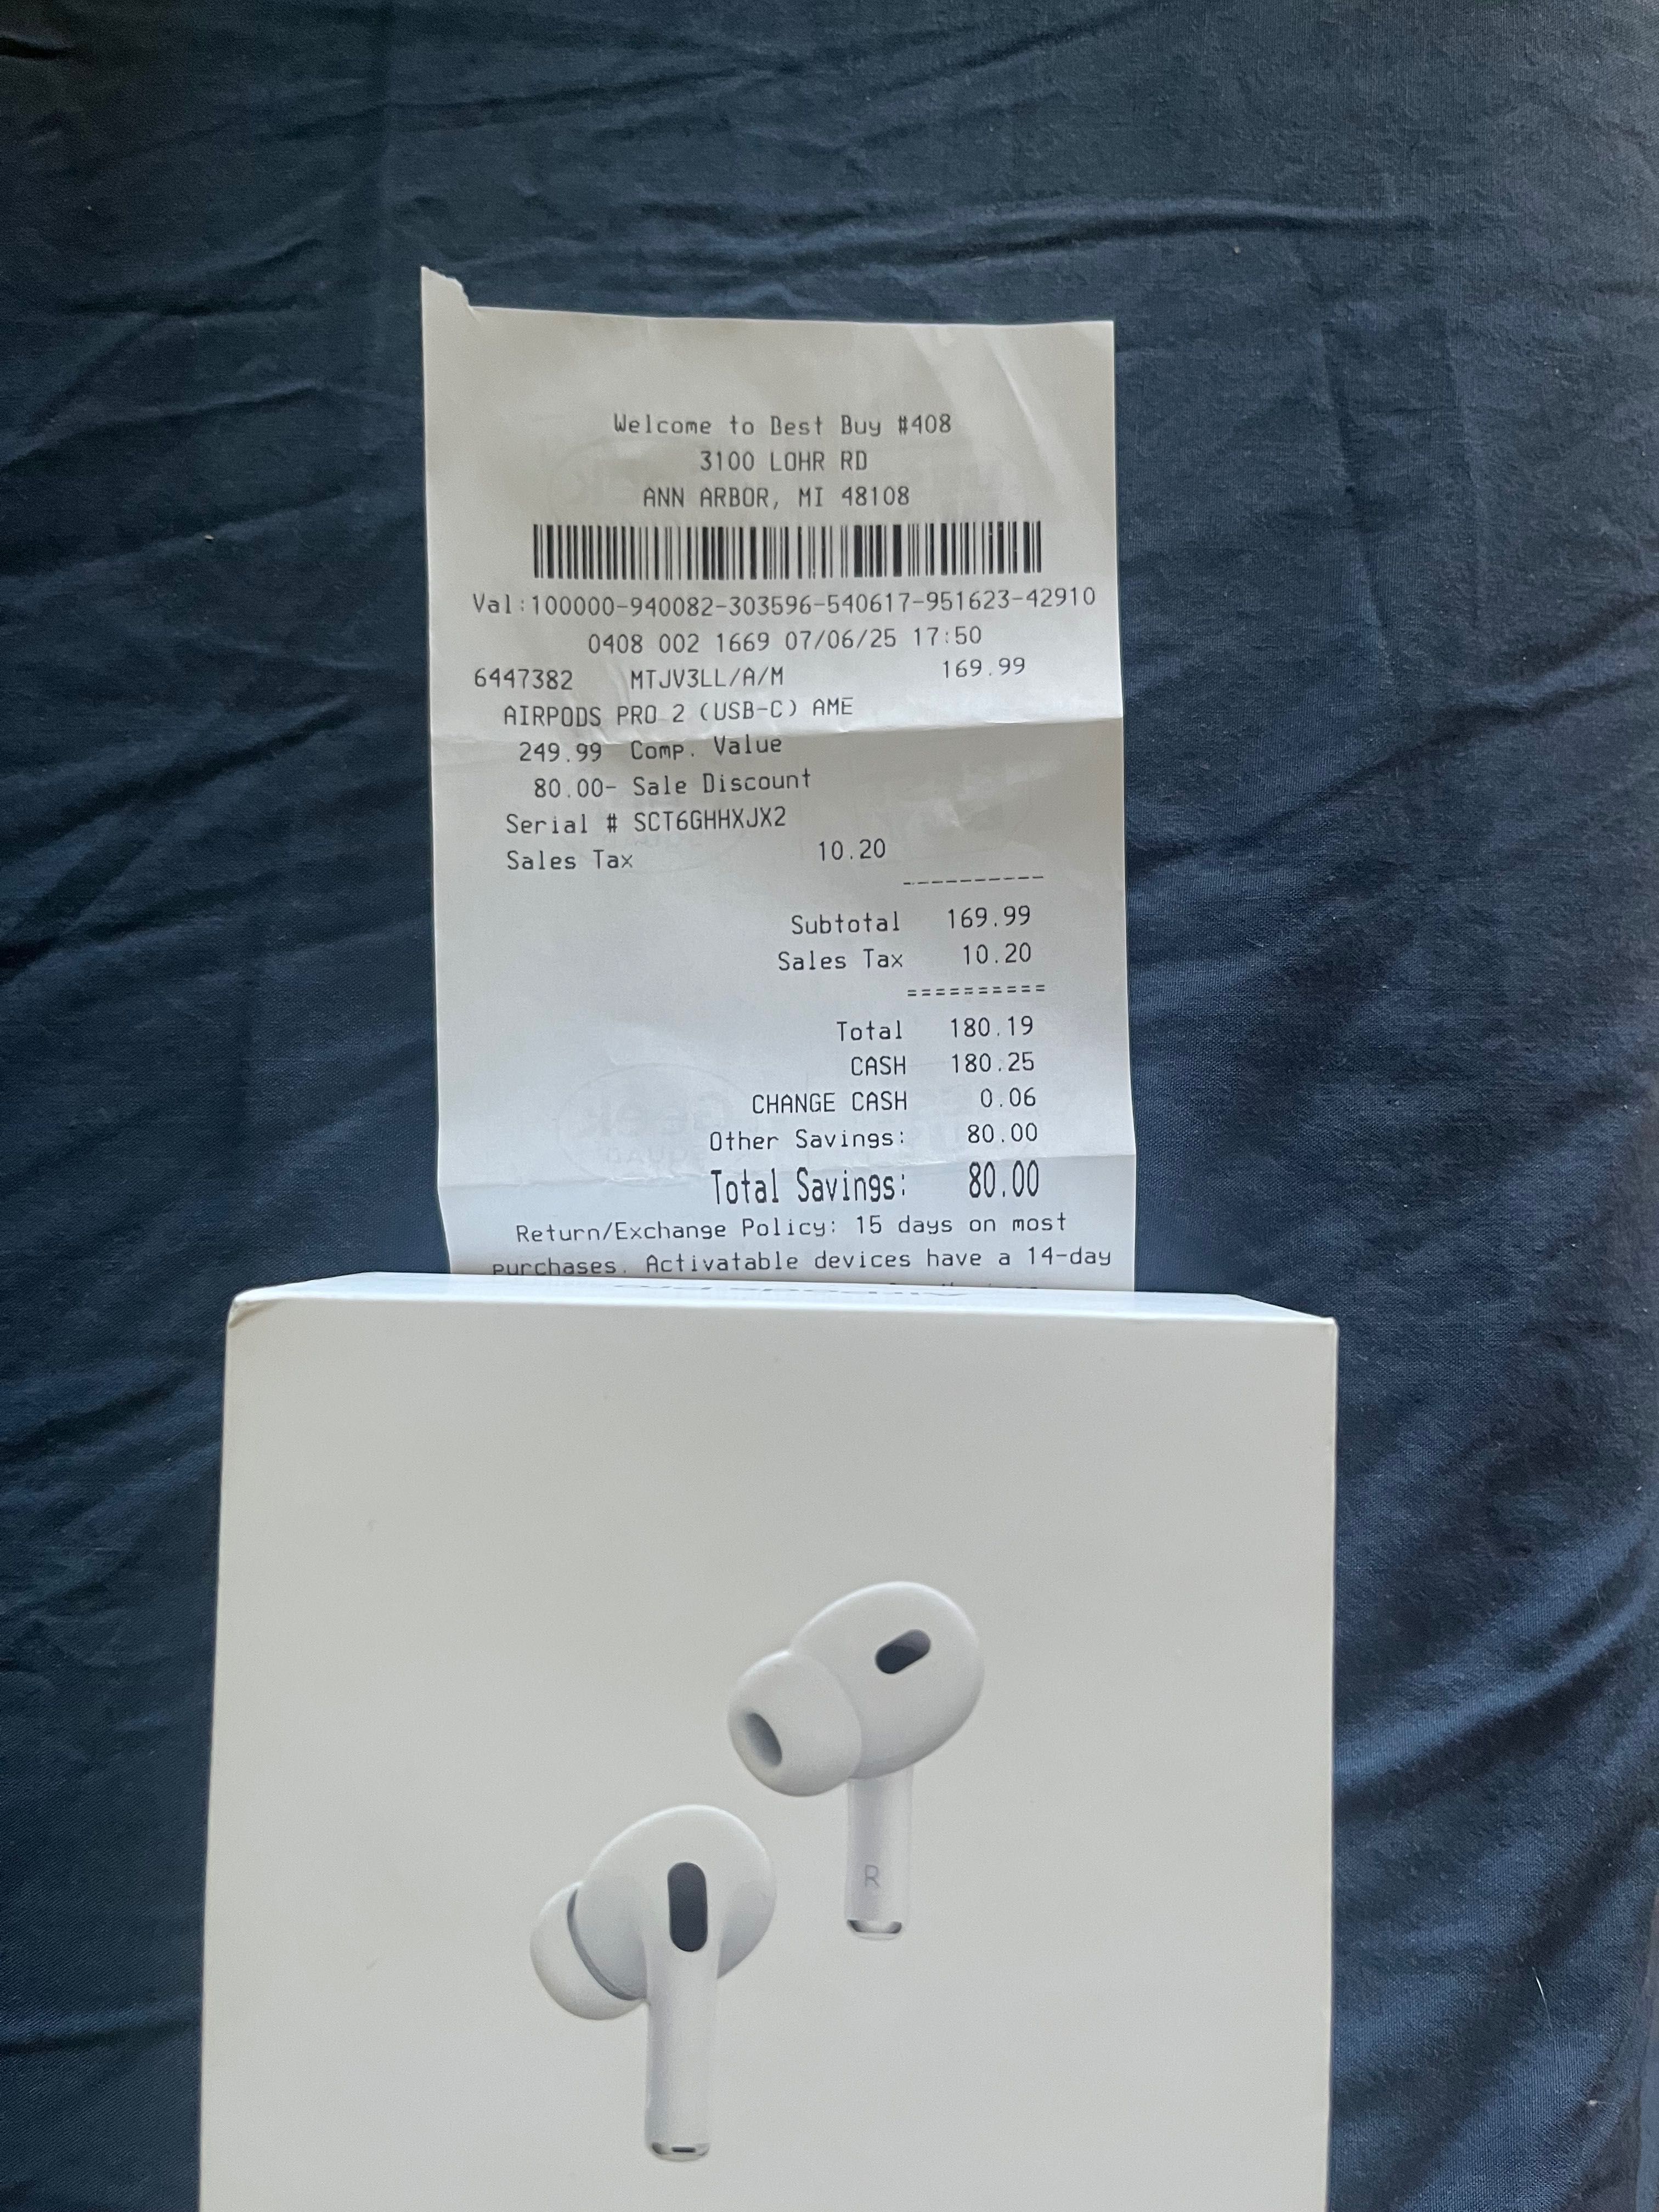 Welcome to Best Buy #408
3100 LOHR RD
ANN ARBOR, MI 48108
Val:100000-940082-303596-540617-951623-42910
0408 002 1669 07/06/25 17:50
6447382 MTJV3LL/A/M 169.99
AIRPODS PRO 2 (USB-C) AME
249.99 Comp. Value
80.00- Sale Discount
Serial # SCT6GHHXJX2
Sales Tax 10.20
----------
Subtotal 169.99
Sales Tax 10.20
==========
Total 180.19
CASH 180.25
CHANGE CASH 0.06
Other Savings: 80.00
Total Savings: 80.00
Return/Exchange Policy: 15 days on most
purchases. Activatable devices have a 14-day
R